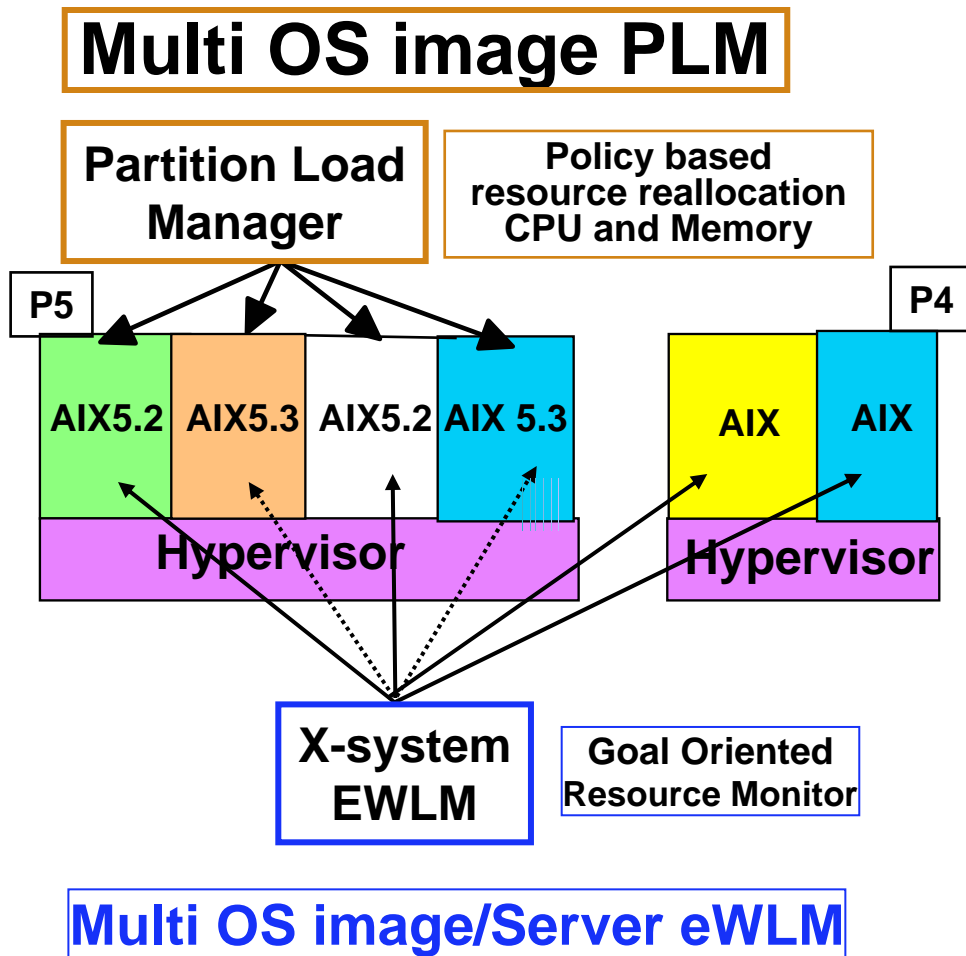 Multi OS image PLM
Partition Load
Manager
Policy based
resource reallocation
CPU and Memory
P5
P4
AIX5.2
AIX5.3
AIX5.2
AIX 5.3
AIX
AIX
Hypervisor
Hypervisor
X-system
EWLM
Goal Oriented
Resource Monitor
Multi OS image/Server eWLM